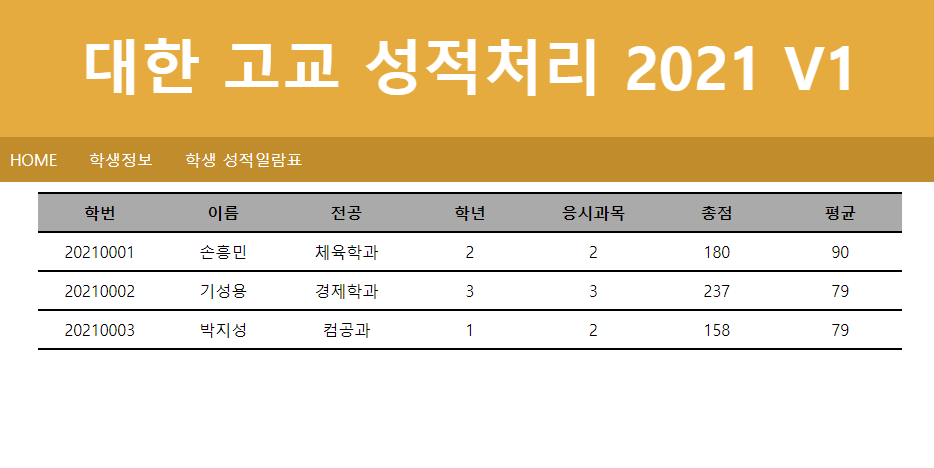 대한 고교 성적처리 2021 V1
HOME 학생정보 학생 성적일람표
학번 이름 전공 학년 응시과목 총점 평균
20210001 손흥민 체육학과 2 2 180 90
20210002 기성용 경제학과 3 3 237 79
20210003 박지성 컴공과 1 2 158 79